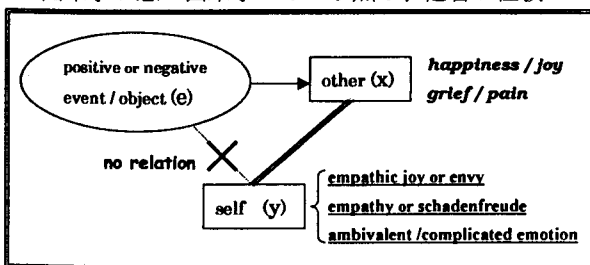 positive or negative
event / object (e)
other (x)
happiness / joy
grief / pain
no relation
self (y)
empathic joy or envy
empathy or schadenfreude
ambivalent /complicated emotion